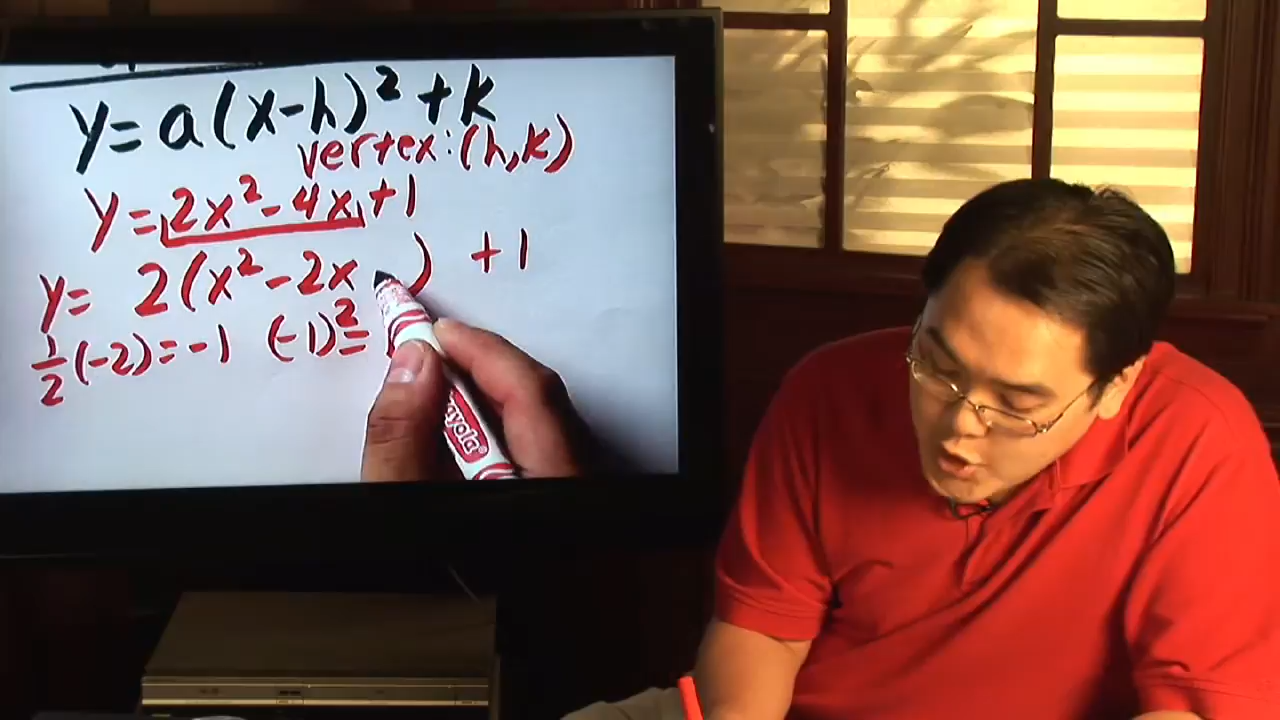 y=a(x-h)²+k
vertex:(h,k)
y=2x²-4x+1
y= 2(x²-2x ) +1
½(-2)=-1 (-1)²=
Crayola